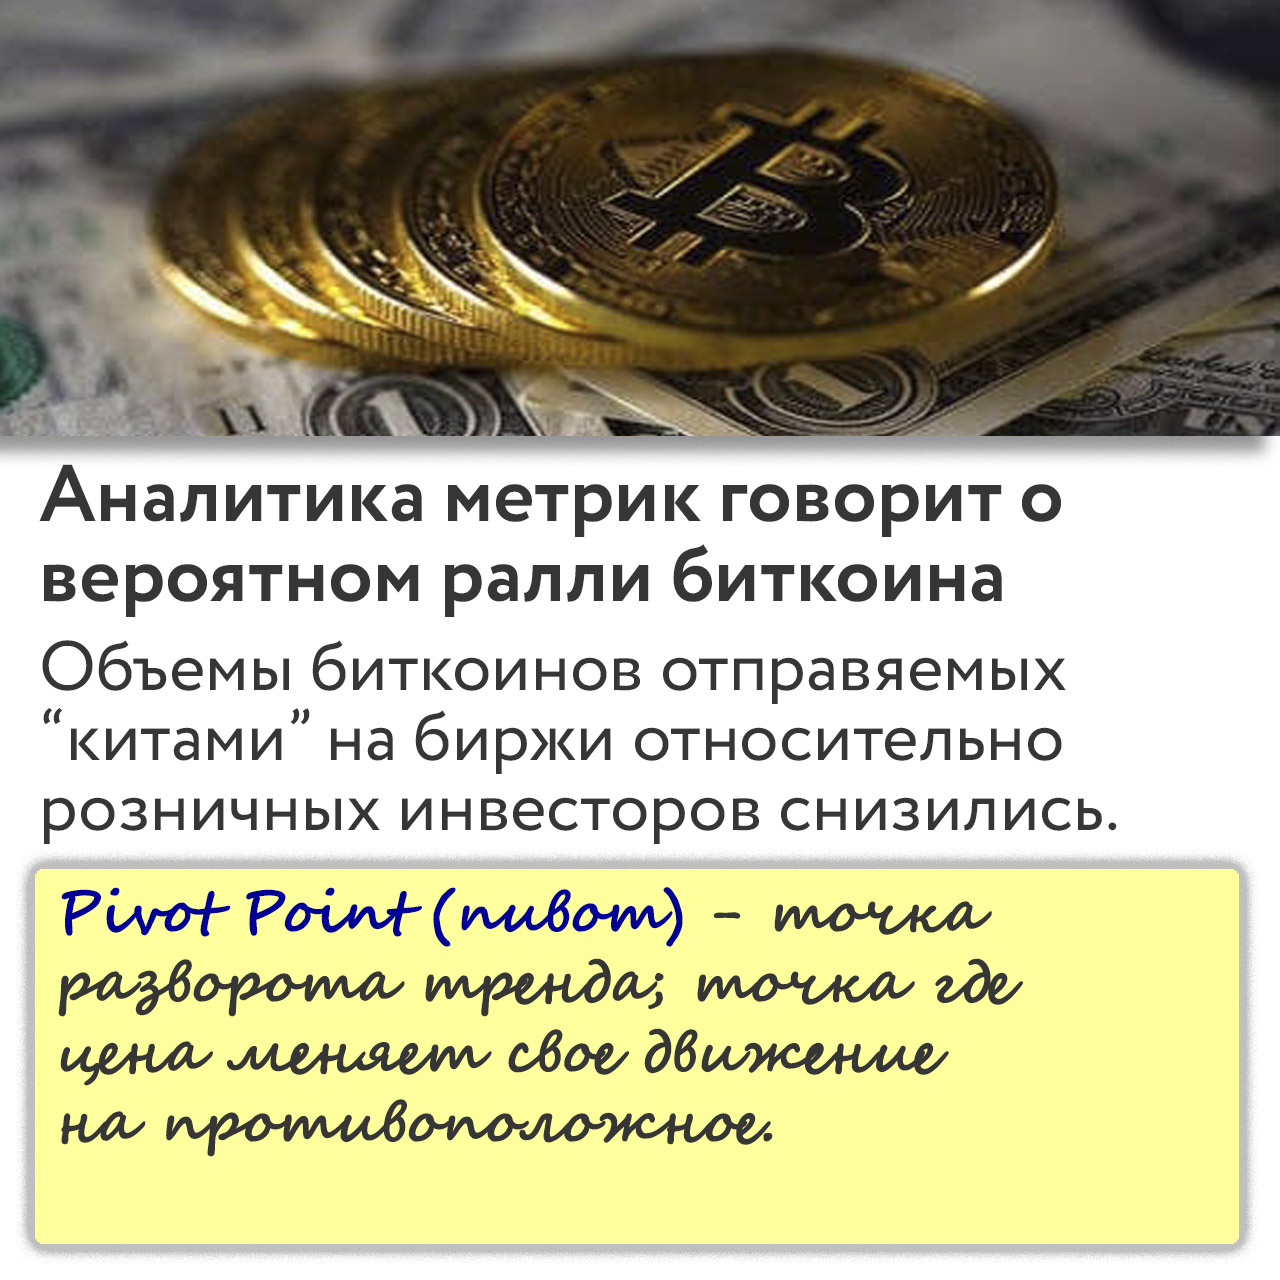 Аналитика метрик говорит о
вероятном ралли биткоина
Объемы биткоинов отправяемых
“китами” на биржи относительно
розничных инвесторов снизились.
Pivot Point (пивот) – точка
разворота тренда; точка где
цена меняет свое движение
на противоположное.